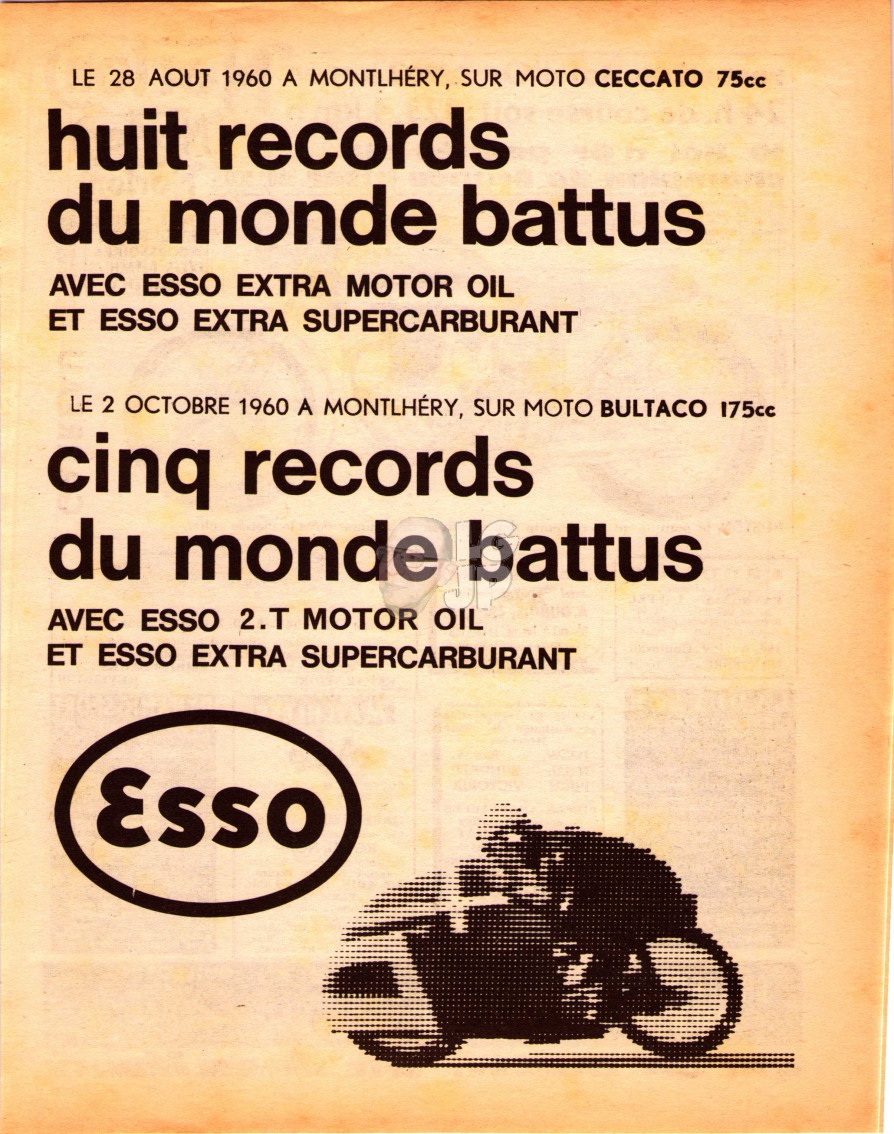 LE 28 AOUT 1960 A MONTLHÉRY, SUR MOTO CECCATO 75cc
huit records
du monde battus
AVEC ESSO EXTRA MOTOR OIL
ET ESSO EXTRA SUPERCARBURANT
LE 2 OCTOBRE 1960 A MONTLHÉRY, SUR MOTO BULTACO 175cc
cinq records
du monde battus
AVEC ESSO 2.T MOTOR OIL
ET ESSO EXTRA SUPERCARBURANT
Esso